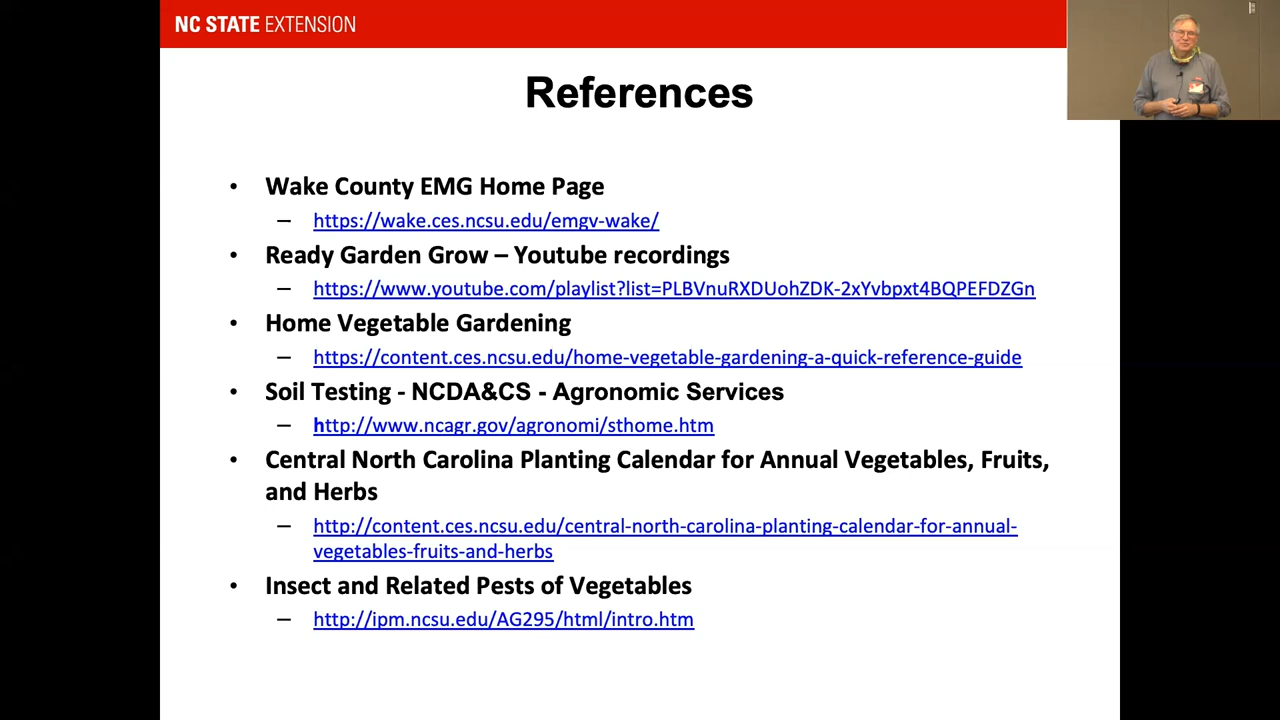 NC STATE EXTENSION
References
• Wake County EMG Home Page
– https://wake.ces.ncsu.edu/emgv-wake/
• Ready Garden Grow – Youtube recordings
– https://www.youtube.com/playlist?list=PLBVnuRXDUohZDK-2xYvbpxt4BQPEFDZGn
• Home Vegetable Gardening
– https://content.ces.ncsu.edu/home-vegetable-gardening-a-quick-reference-guide
• Soil Testing - NCDA&CS - Agronomic Services
– http://www.ncagr.gov/agronomi/sthome.htm
• Central North Carolina Planting Calendar for Annual Vegetables, Fruits,
and Herbs
– http://content.ces.ncsu.edu/central-north-carolina-planting-calendar-for-annual-
vegetables-fruits-and-herbs
• Insect and Related Pests of Vegetables
– http://ipm.ncsu.edu/AG295/html/intro.htm